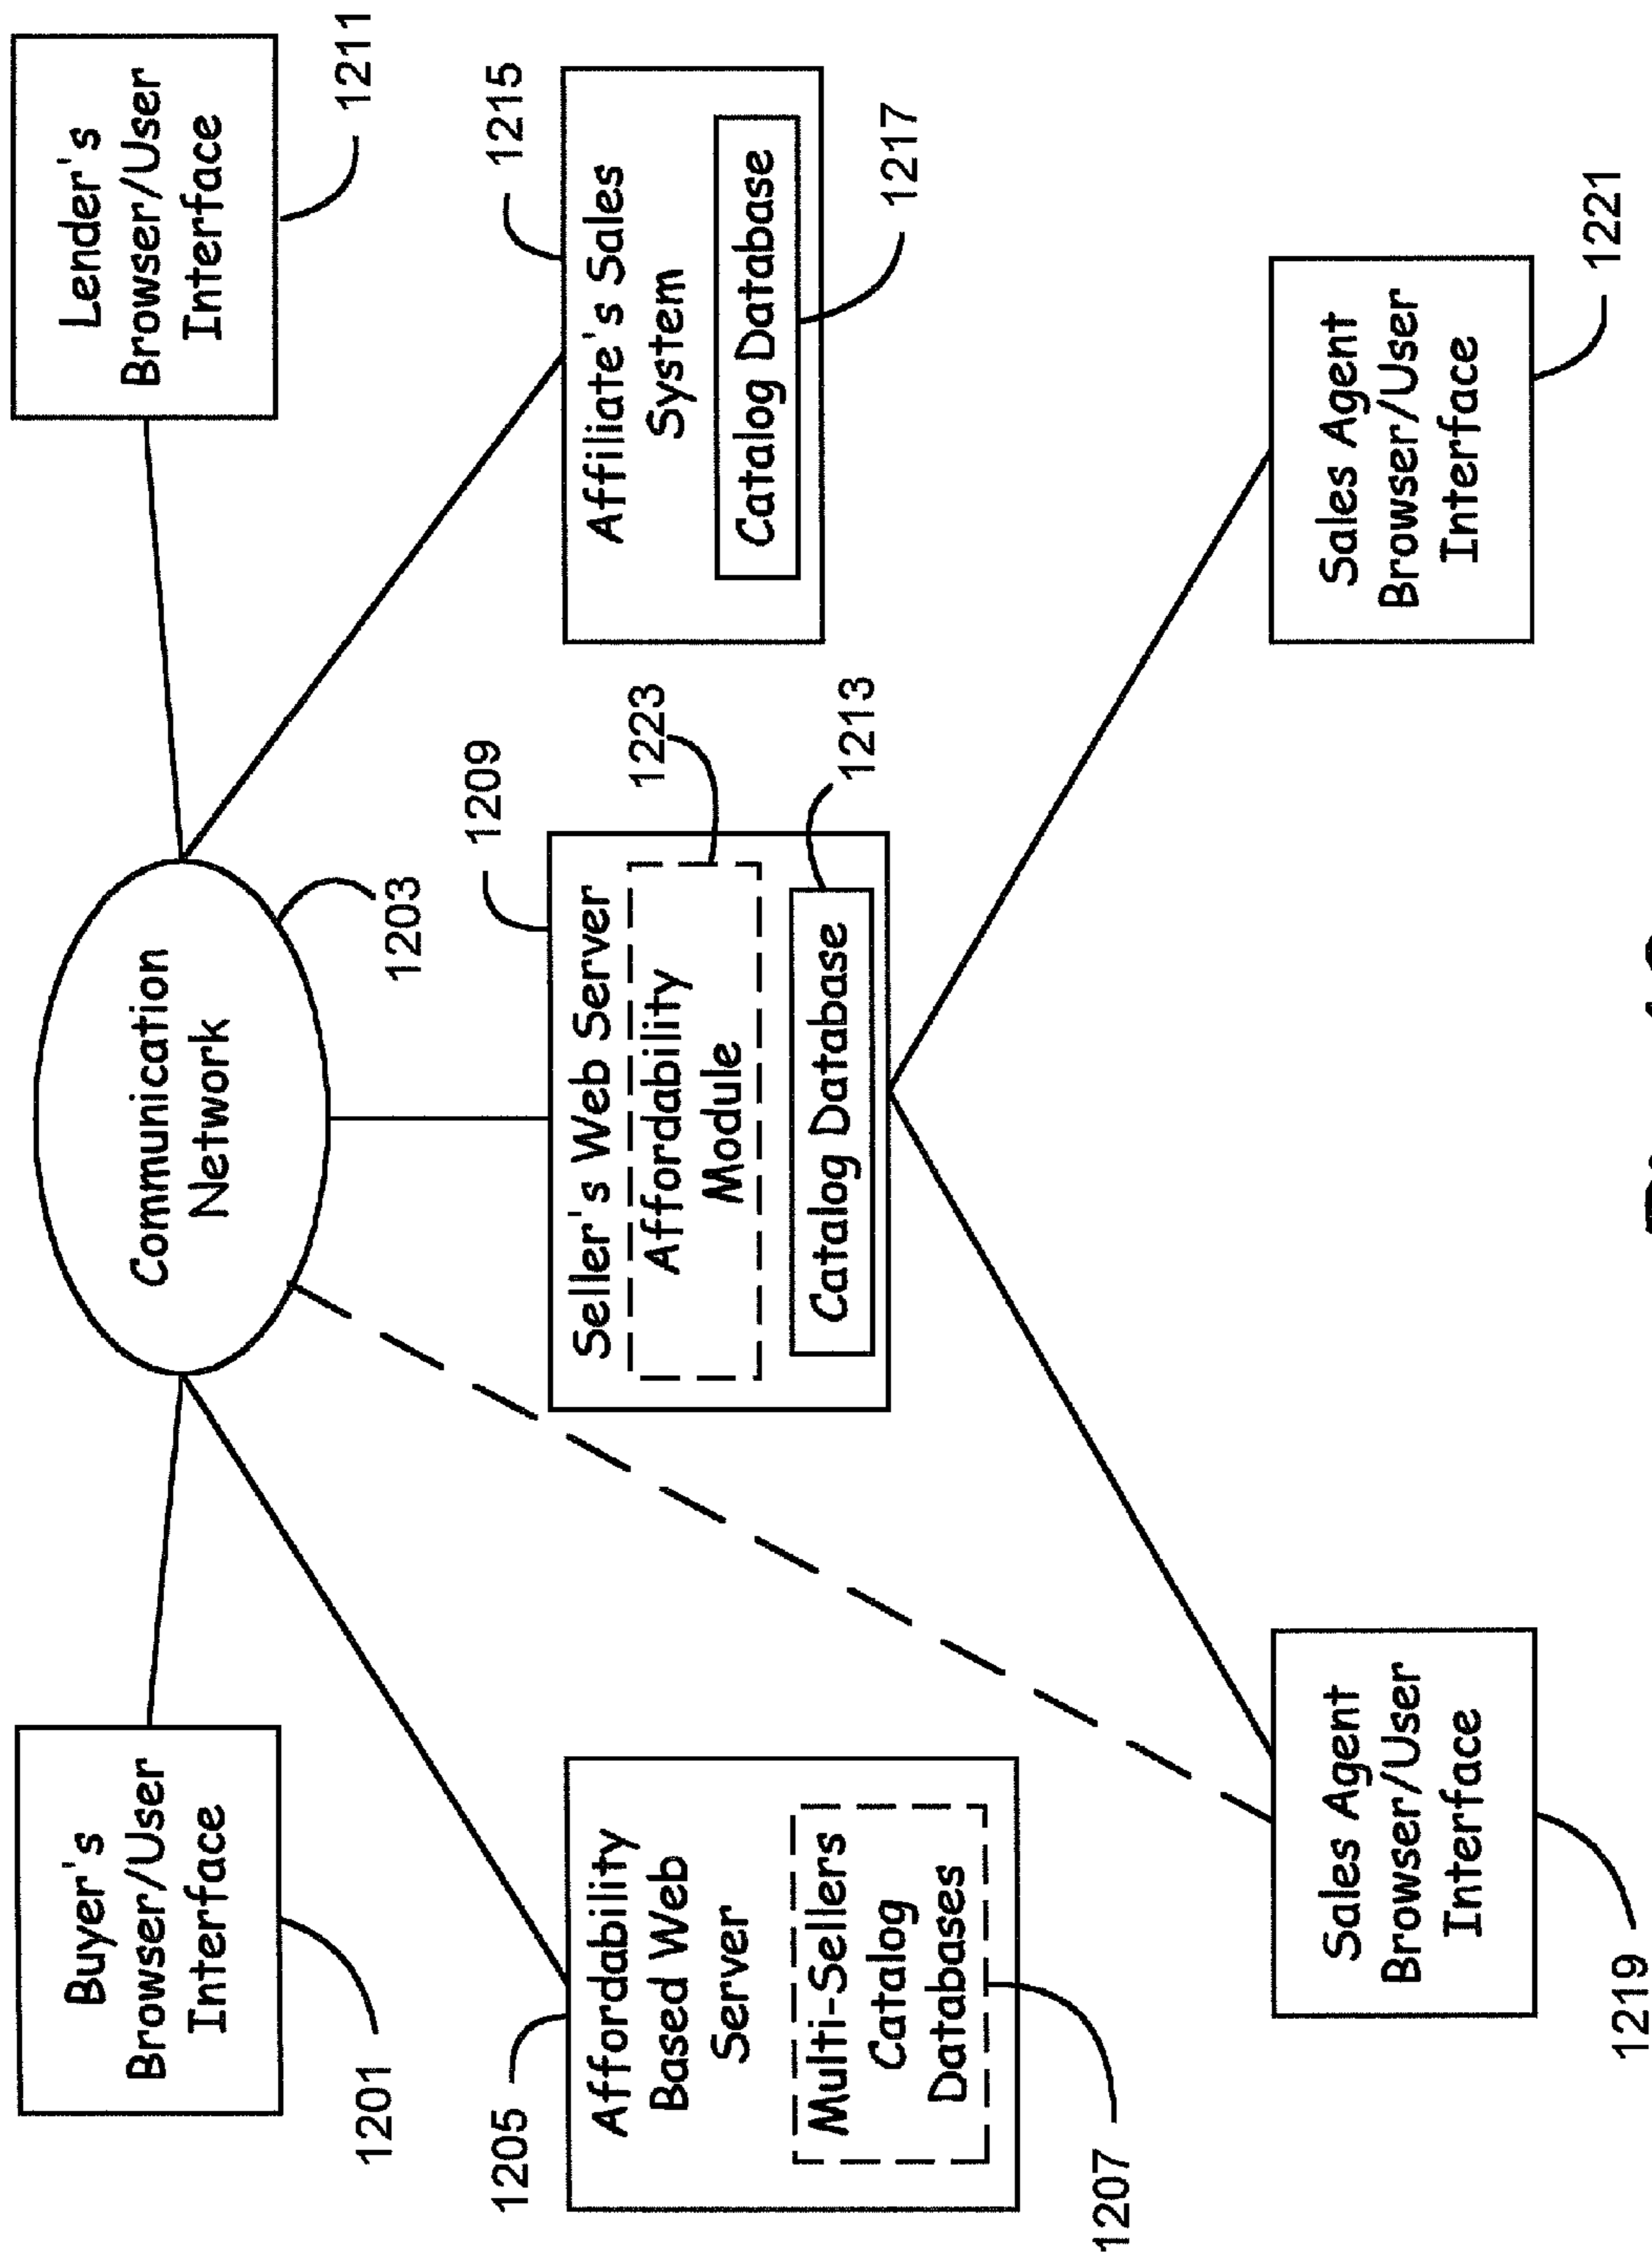 Buyer's
Browser/User
Interface
1201
Communication
Network
1203
Lender's
Browser/User
Interface
1211
1205
Affordability
Based Web
Server
Multi-Sellers
Catalog
Databases
1207
1209
Seller's Web Server
Affordability
Module
1223
Catalog Database
1213
1215
Affiliate's Sales
System
Catalog Database
1217
Sales Agent
Browser/User
Interface
1219
Sales Agent
Browser/User
Interface
1221